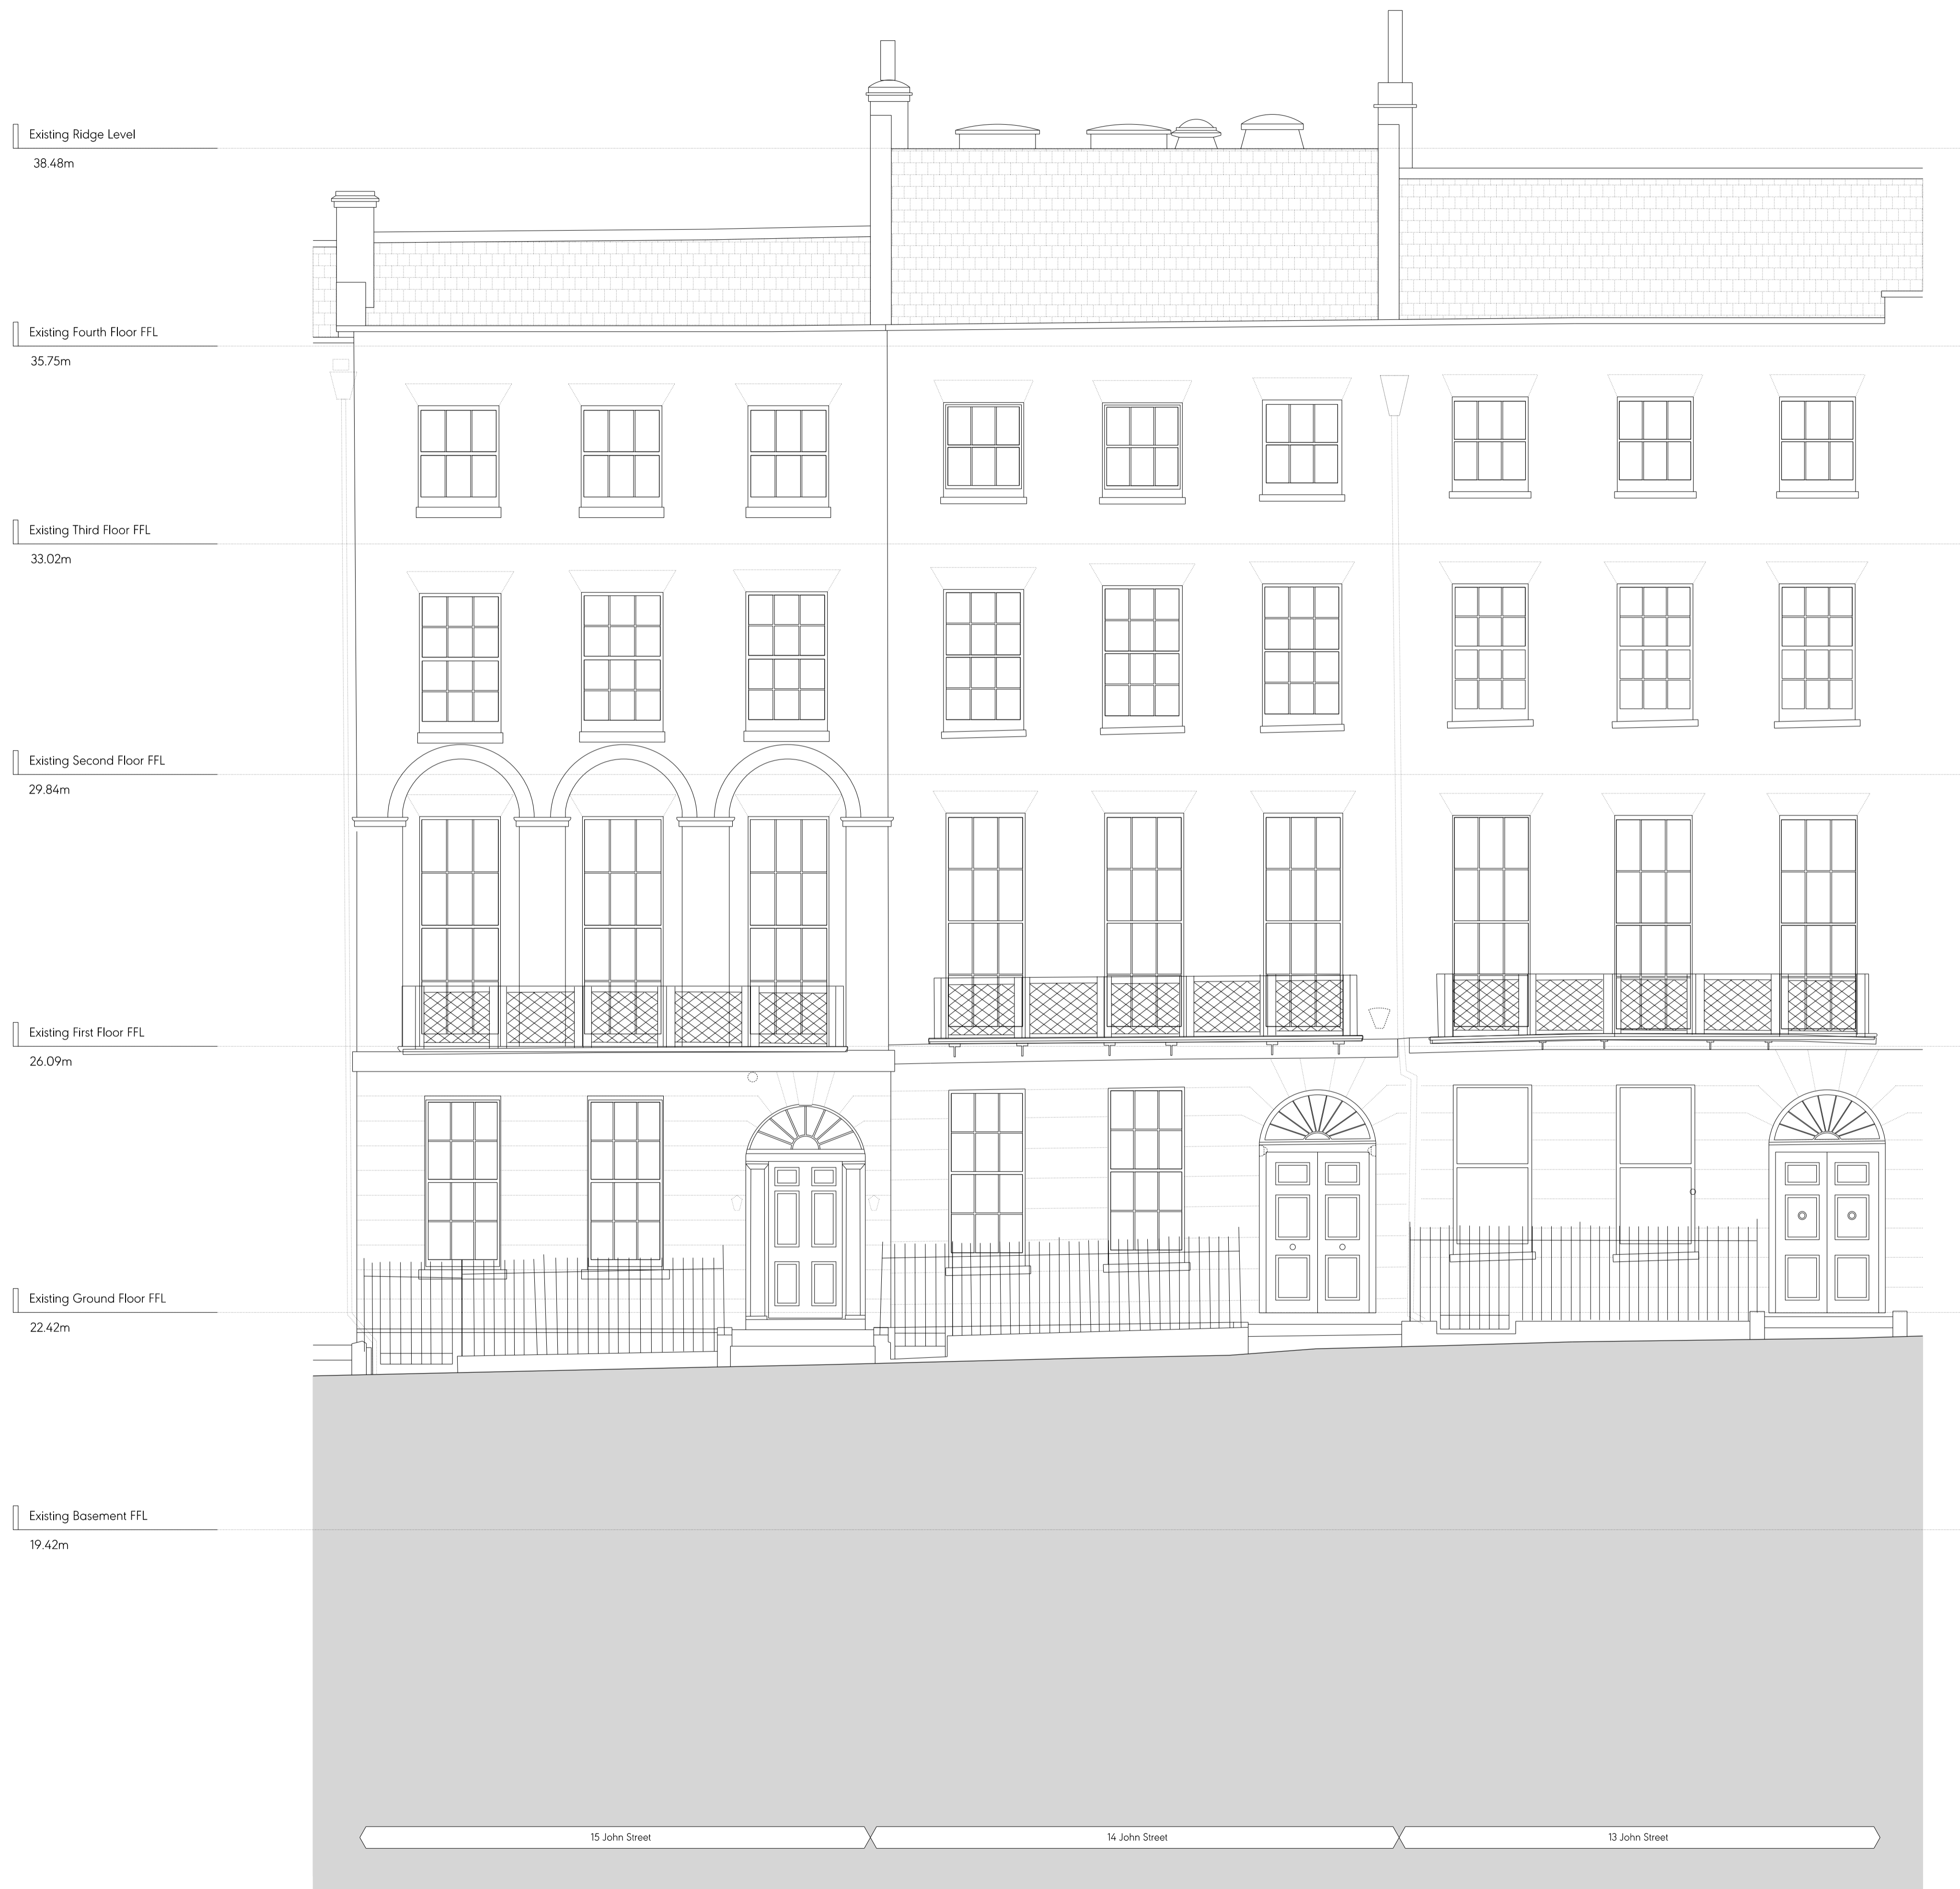 Existing Ridge Level
38.48m
Existing Fourth Floor FFL
35.75m
Existing Third Floor FFL
33.02m
Existing Second Floor FFL
29.84m
Existing First Floor FFL
26.09m
Existing Ground Floor FFL
22.42m
Existing Basement FFL
19.42m
15 John Street
14 John Street
13 John Street